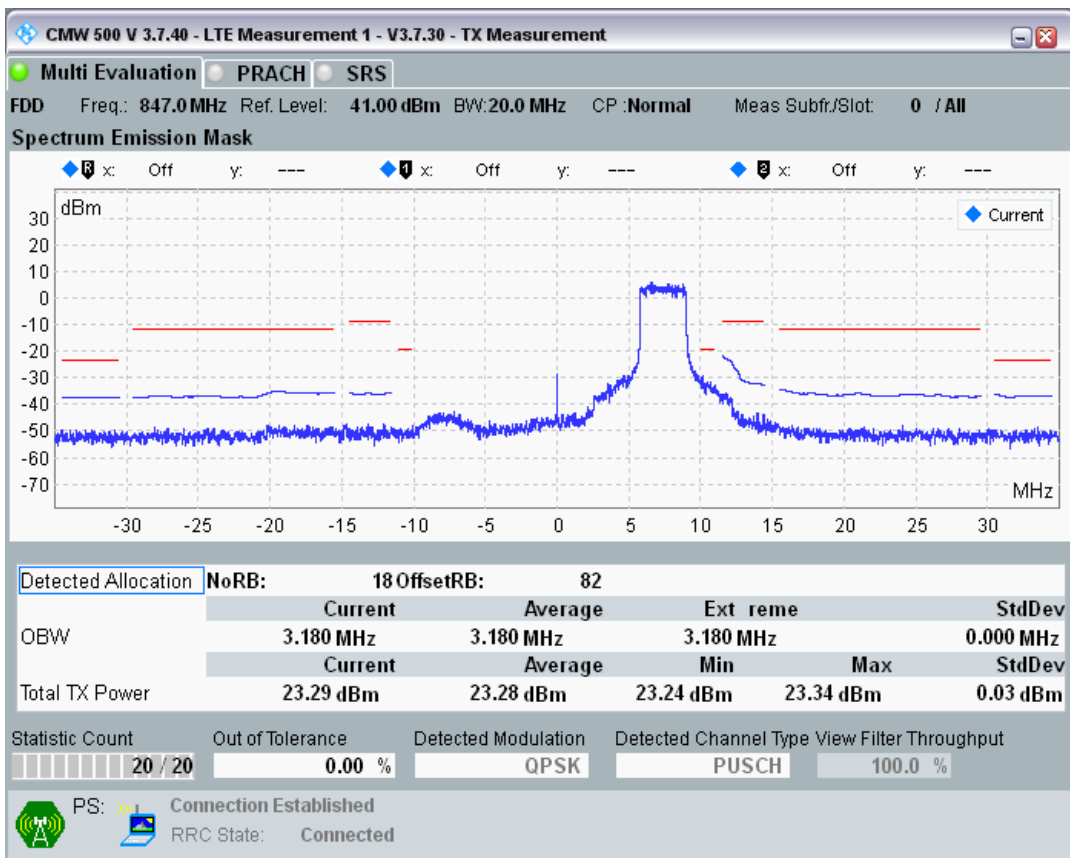 CMW 500 V 3.7.40 - LTE Measurement 1 - V3.7.30 - TX Measurement
Multi Evaluation PRACH SRS
FDD Freq.: 847.0 MHz Ref. Level: 41.00 dBm BW:20.0 MHz CP :Normal Meas Subfr./Slot: 0 / All
Spectrum Emission Mask
R x: Off y: --- 1 x: Off y: --- 2 x: Off y: ---
dBm
Current
30
20
10
0
-10
-20
-30
-40
-50
-60
-70
MHz
-30 -25 -20 -15 -10 -5 0 5 10 15 20 25 30
Detected Allocation NoRB: 18 OffsetRB: 82
Current Average Ext reme StdDev
OBW 3.180 MHz 3.180 MHz 3.180 MHz 0.000 MHz
Current Average Min Max StdDev
Total TX Power 23.29 dBm 23.28 dBm 23.24 dBm 23.34 dBm 0.03 dBm
Statistic Count Out of Tolerance Detected Modulation Detected Channel Type View Filter Throughput
20 / 20 0.00 % QPSK PUSCH 100.0 %
PS: Connection Established
RRC State: Connected